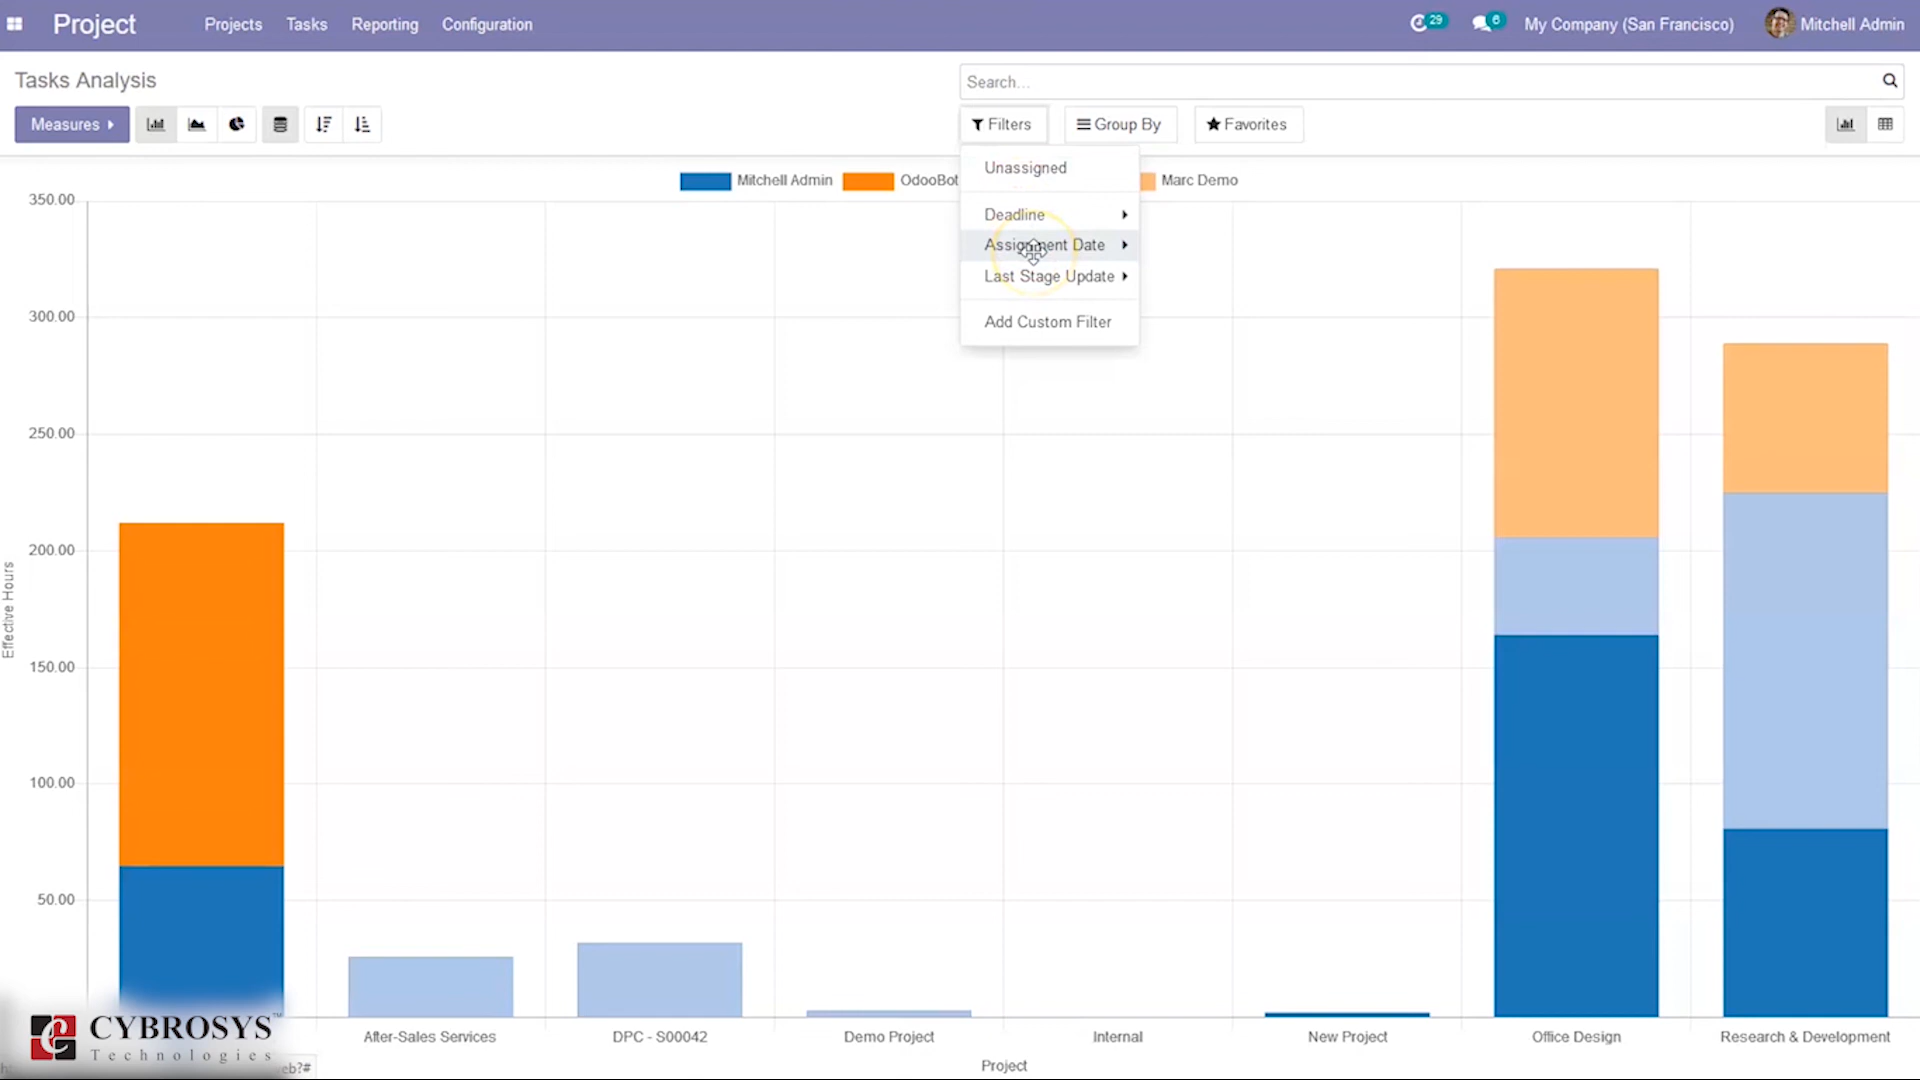 Project Projects Tasks Reporting Configuration 29 6 My Company (San Francisco) Mitchell Admin
Tasks Analysis
Search...
Measures
Filters Group By Favorites
Unassigned
Deadline
Assignment Date
Last Stage Update
Add Custom Filter
Mitchell Admin OdooBot Marc Demo
350.00
300.00
250.00
200.00
150.00
100.00
50.00
Effective Hours
After-Sales Services DPC - S00042 Demo Project Internal New Project Office Design Research & Development
Project
CYBROSYS™
Technologies
eb?#